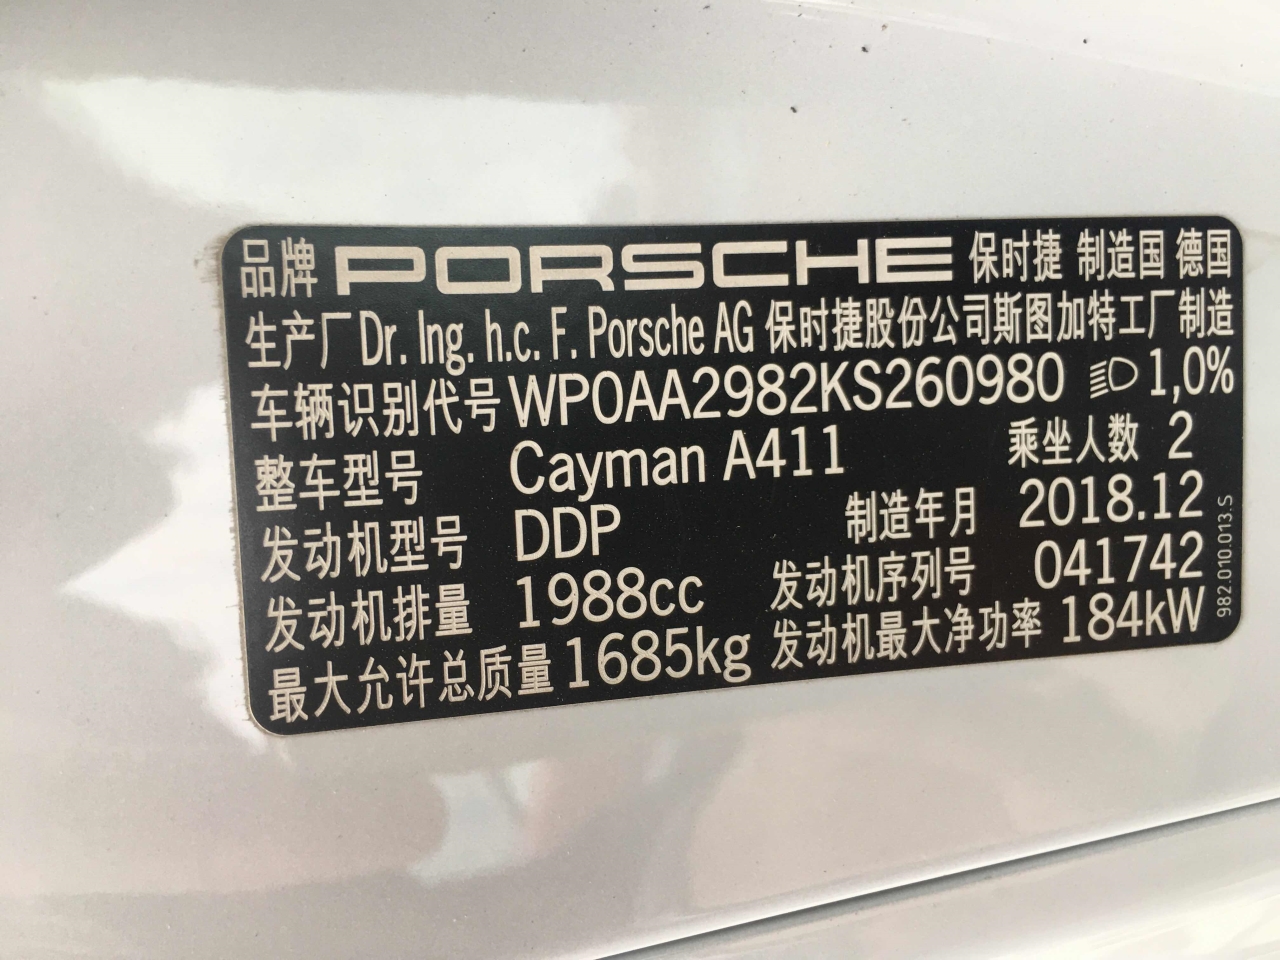 品牌 PORSCHE 保时捷 制造国 德国
生产厂 Dr. Ing. h.c. F. Porsche AG 保时捷股份公司斯图加特工厂制造
车辆识别代号 WP0AA2982KS260980 1,0%
整车型号 Cayman A411 乘坐人数 2
发动机型号 DDP 制造年月 2018.12
发动机排量 1988cc 发动机序列号 041742
最大允许总质量 1685kg 发动机最大净功率 184kW
982.010.013.S